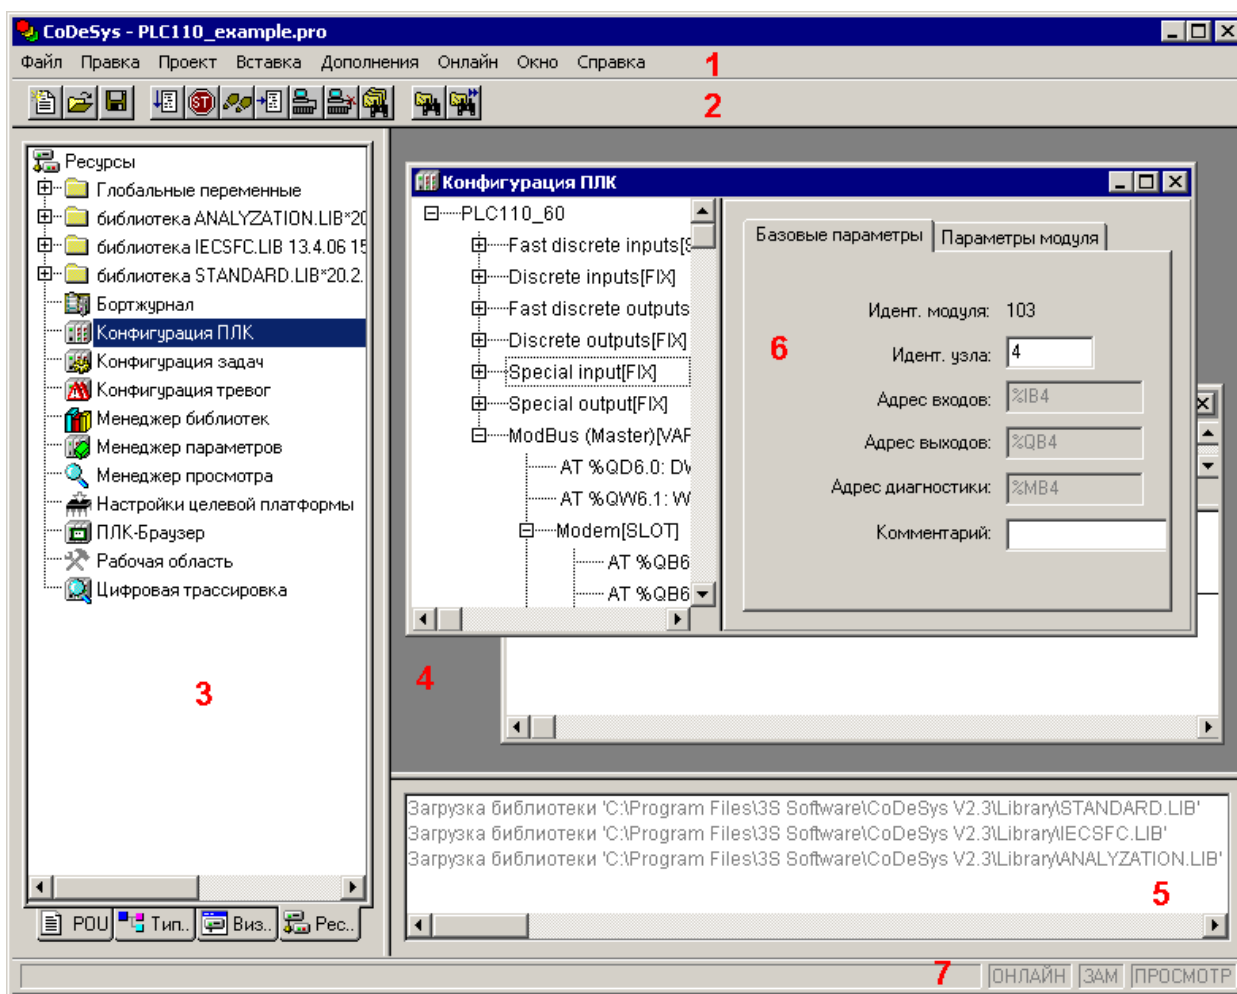 CoDeSys - PLC110_example.pro
Файл Правка Проект Вставка Дополнения Онлайн Окно Справка 1
ST 2
Ресурсы
Глобальные переменные
библиотека ANALYZATION.LIB*20
библиотека IECSFC.LIB 13.4.06 15
библиотека STANDARD.LIB*20.2.
Бортжурнал
Конфигурация ПЛК
Конфигурация задач
Конфигурация тревог
Менеджер библиотек
Менеджер параметров
Менеджер просмотра
Настройки целевой платформы
ПЛК-Браузер
Рабочая область
Цифровая трассировка
3
POU Тип.. Виз.. Рес..
Конфигурация ПЛК
PLC110_60
Fast discrete inputs[
Discrete inputs[FIX]
Fast discrete outputs
Discrete outputs[FIX]
Special input[FIX]
Special output[FIX]
ModBus (Master)[VAR
AT %QD6.0: DW
AT %QW6.1: W
Modem[SLOT]
AT %QB6
AT %QB6
Базовые параметры Параметры модуля
Идент. модуля: 103
6 Идент. узла: 4
Адрес входов: %IB4
Адрес выходов: %QB4
Адрес диагностики: %MB4
Комментарий:
4
Загрузка библиотеки 'C:\Program Files\3S Software\CoDeSys V2.3\Library\STANDARD.LIB'
Загрузка библиотеки 'C:\Program Files\3S Software\CoDeSys V2.3\Library\IECSFC.LIB'
Загрузка библиотеки 'C:\Program Files\3S Software\CoDeSys V2.3\Library\ANALYZATION.LIB'
5
7 ОНЛАЙН ЗАМ ПРОСМОТР